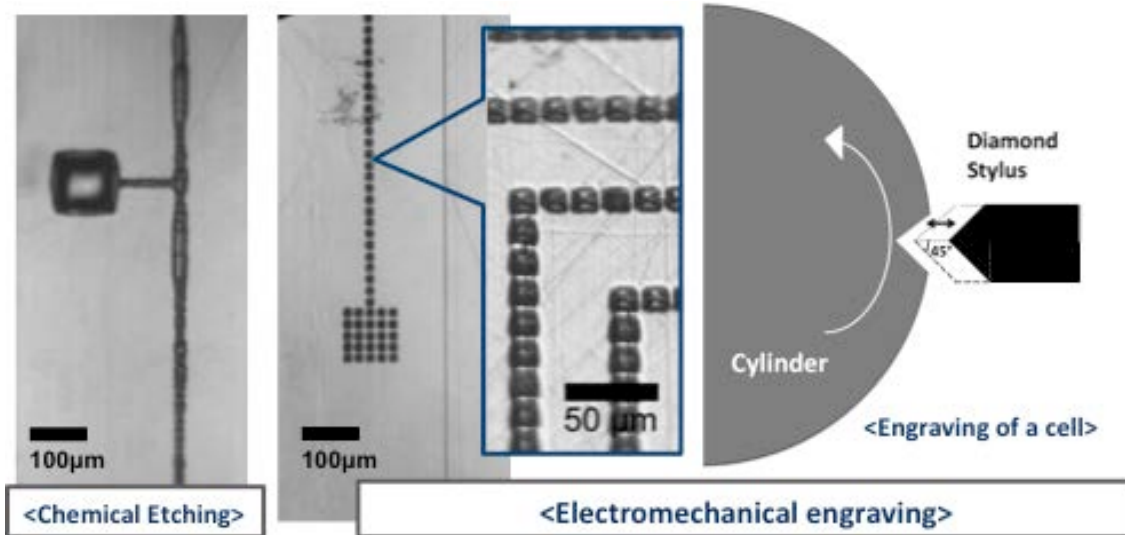 100μm
<Chemical Etching>
100μm
50 μm
Diamond
Stylus
45°
Cylinder
<Engraving of a cell>
<Electromechanical engraving>